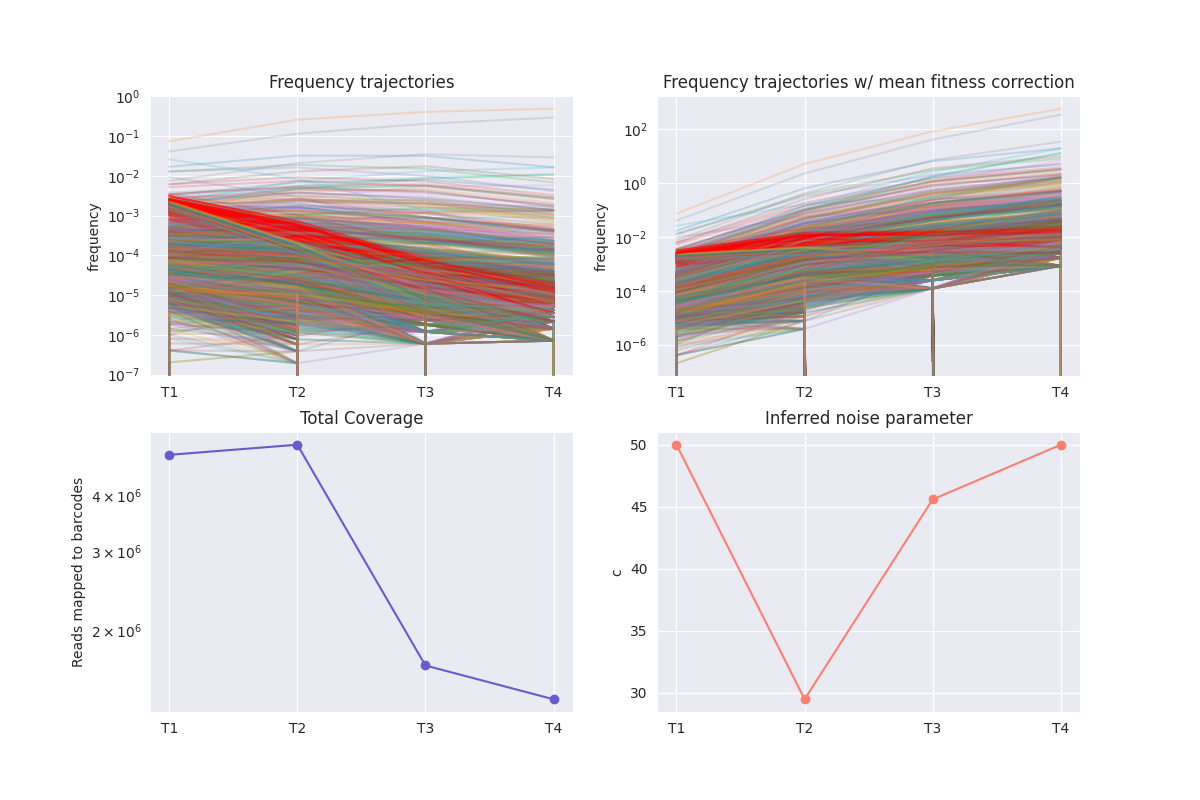 Frequency trajectories
frequency
10^0
10^-1
10^-2
10^-3
10^-4
10^-5
10^-6
10^-7
T1 T2 T3 T4
Frequency trajectories w/ mean fitness correction
frequency
10^2
10^0
10^-2
10^-4
10^-6
T1 T2 T3 T4
Total Coverage
Reads mapped to barcodes
4 × 10^6
3 × 10^6
2 × 10^6
T1 T2 T3 T4
Inferred noise parameter
c
50
45
40
35
30
T1 T2 T3 T4